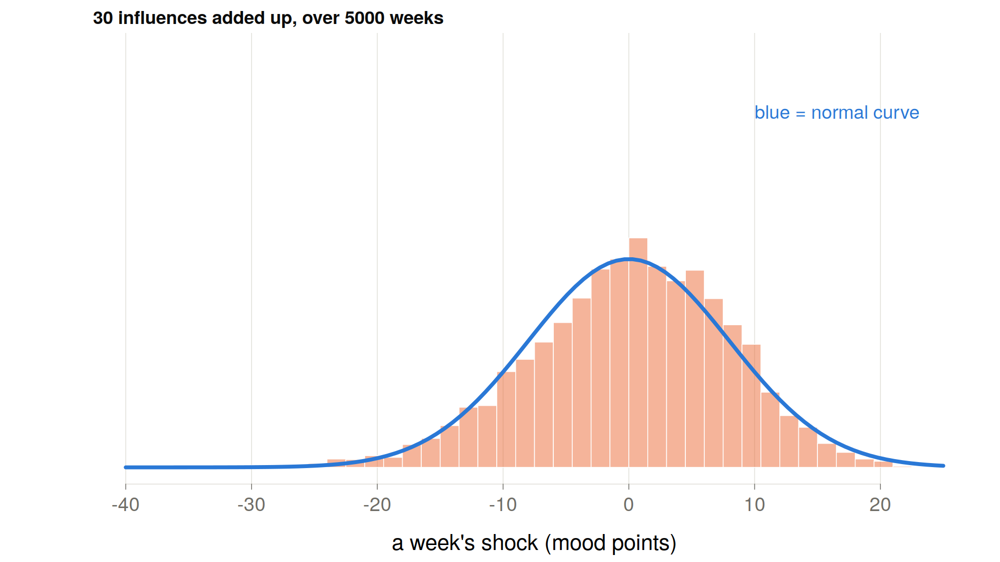 30 influences added up, over 5000 weeks
blue = normal curve
-40 -30 -20 -10 0 10 20
a week's shock (mood points)